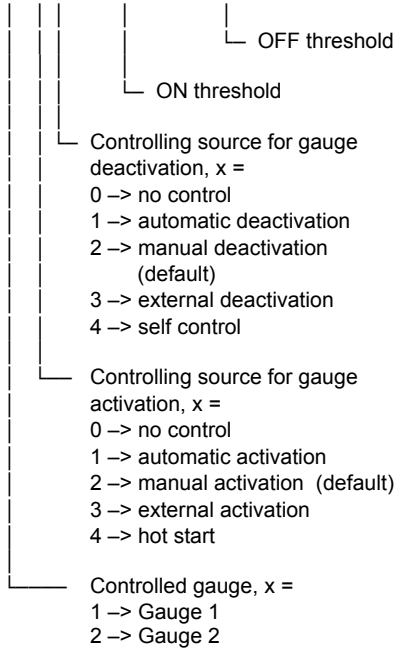 OFF threshold
ON threshold
Controlling source for gauge
deactivation, x =
0 –> no control
1 –> automatic deactivation
2 –> manual deactivation
(default)
3 –> external deactivation
4 –> self control
Controlling source for gauge
activation, x =
0 –> no control
1 –> automatic activation
2 –> manual activation (default)
3 –> external activation
4 –> hot start
Controlled gauge, x =
1 –> Gauge 1
2 –> Gauge 2